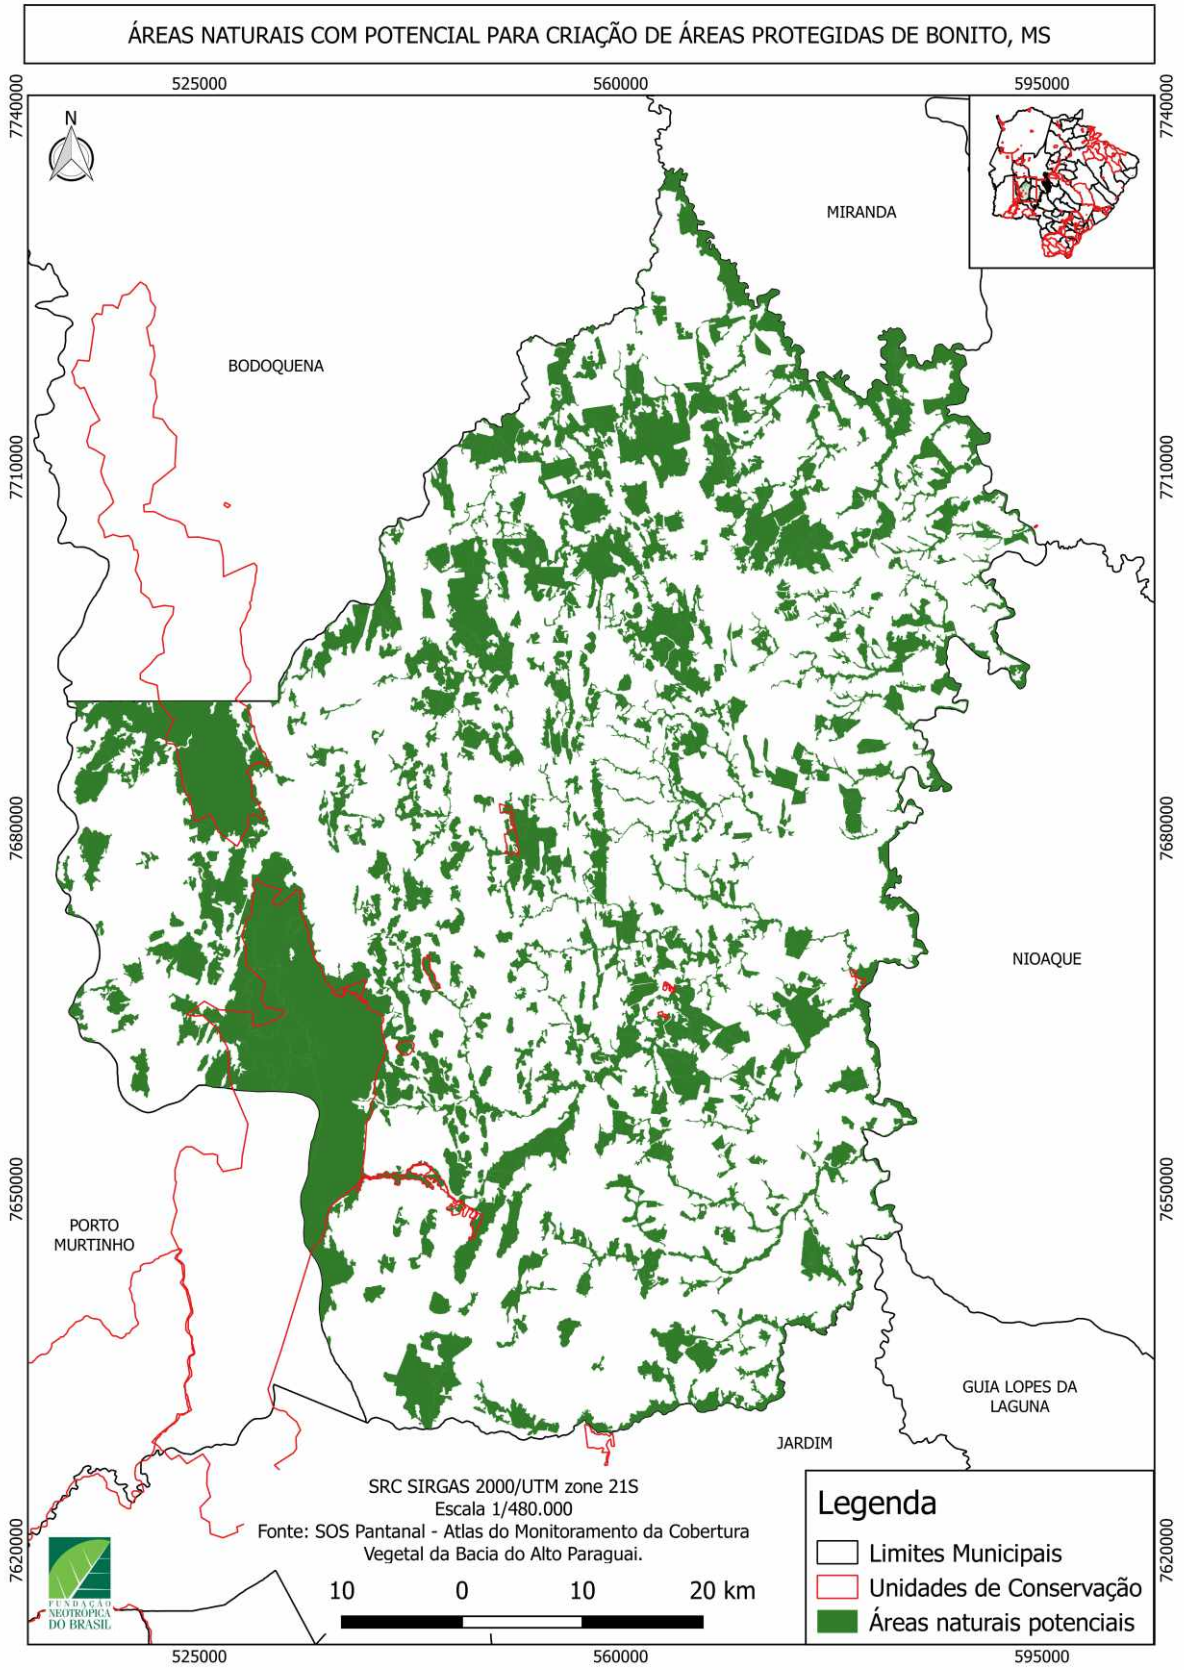 ÁREAS NATURAIS COM POTENCIAL PARA CRIAÇÃO DE ÁREAS PROTEGIDAS DE BONITO, MS
525000
560000
595000
7740000
7740000
N
MIRANDA
BODOQUENA
7710000
7710000
7680000
7680000
NIOAQUE
7650000
7650000
PORTO
MURTINHO
GUIA LOPES DA
LAGUNA
JARDIM
SRC SIRGAS 2000/UTM zone 21S
Escala 1/480.000
Fonte: SOS Pantanal - Atlas do Monitoramento da Cobertura
Vegetal da Bacia do Alto Paraguai.
10 0 10 20 km
Legenda
Limites Municipais
Unidades de Conservação
Áreas naturais potenciais
7620000
7620000
FUNDAÇÃO
NEOTRÓPICA
DO BRASIL
525000
560000
595000